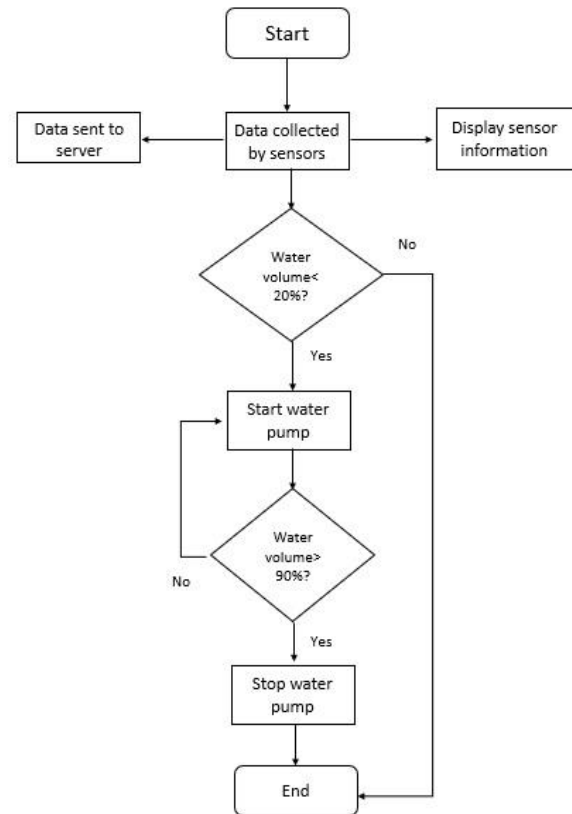 Start
Data sent to
server
Data collected
by sensors
Display sensor
information
Water
volume<
20%?
No
Yes
Start water
pump
Water
volume>
90%?
No
Yes
Stop water
pump
End